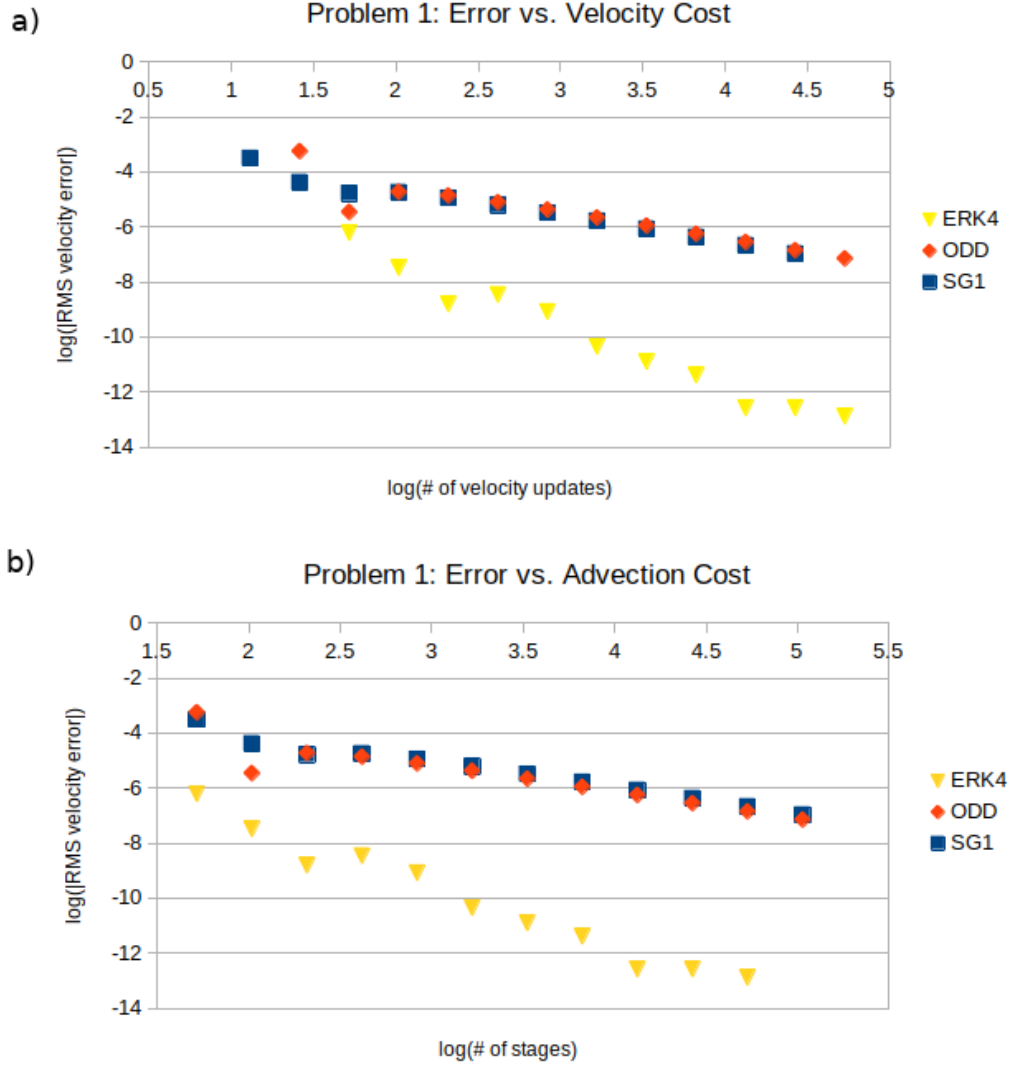 a)
Problem 1: Error vs. Velocity Cost
0
0.5 1 1.5 2 2.5 3 3.5 4 4.5 5
-2
-4
-6
-8
-10
-12
-14
log(|RMS velocity error|)
log(# of velocity updates)
ERK4
ODD
SG1
b)
Problem 1: Error vs. Advection Cost
0
1.5 2 2.5 3 3.5 4 4.5 5 5.5
-2
-4
-6
-8
-10
-12
-14
log(|RMS velocity error|)
log(# of stages)
ERK4
ODD
SG1